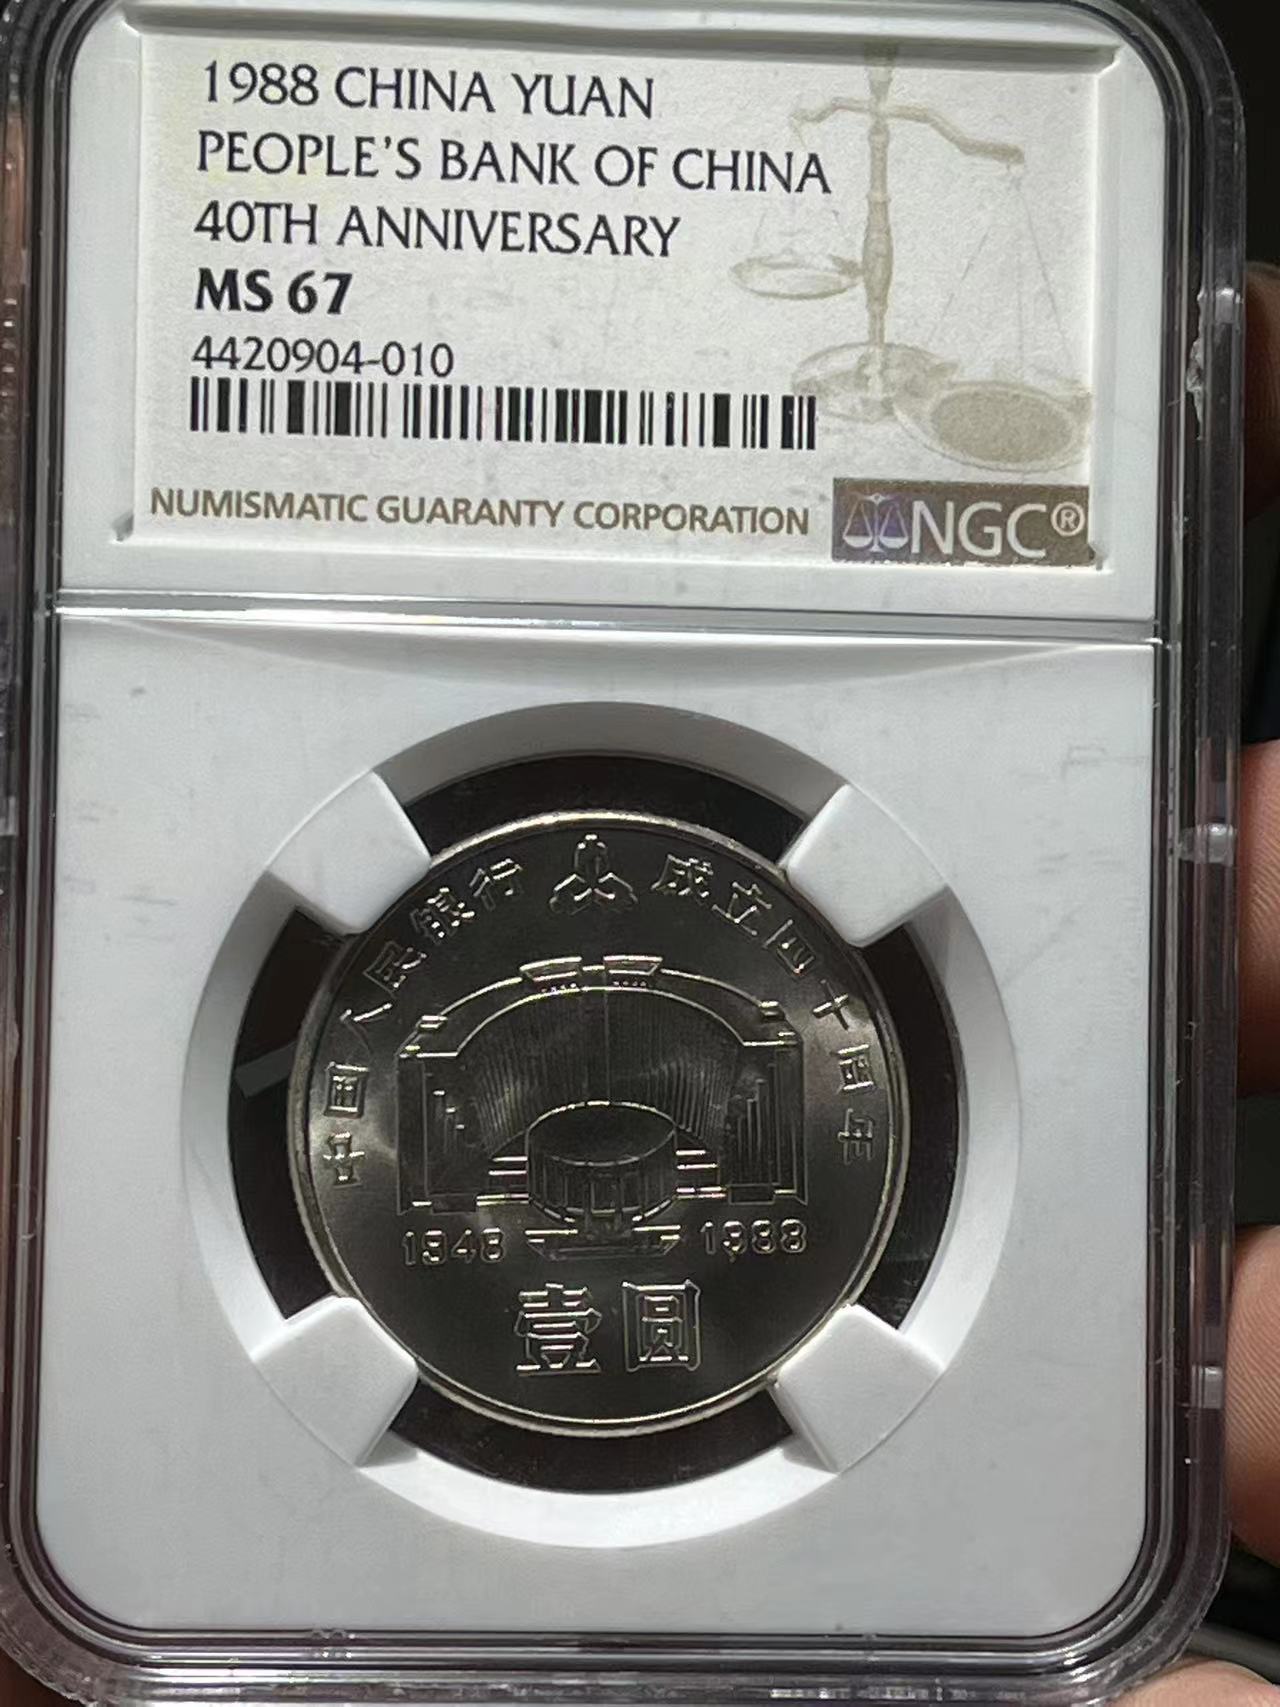 1988 CHINA YUAN
PEOPLE'S BANK OF CHINA
40TH ANNIVERSARY
MS 67
4420904-010
NUMISMATIC GUARANTY CORPORATION
NGC®
中国人民银行 成立四十周年
1948 1988
壹圆